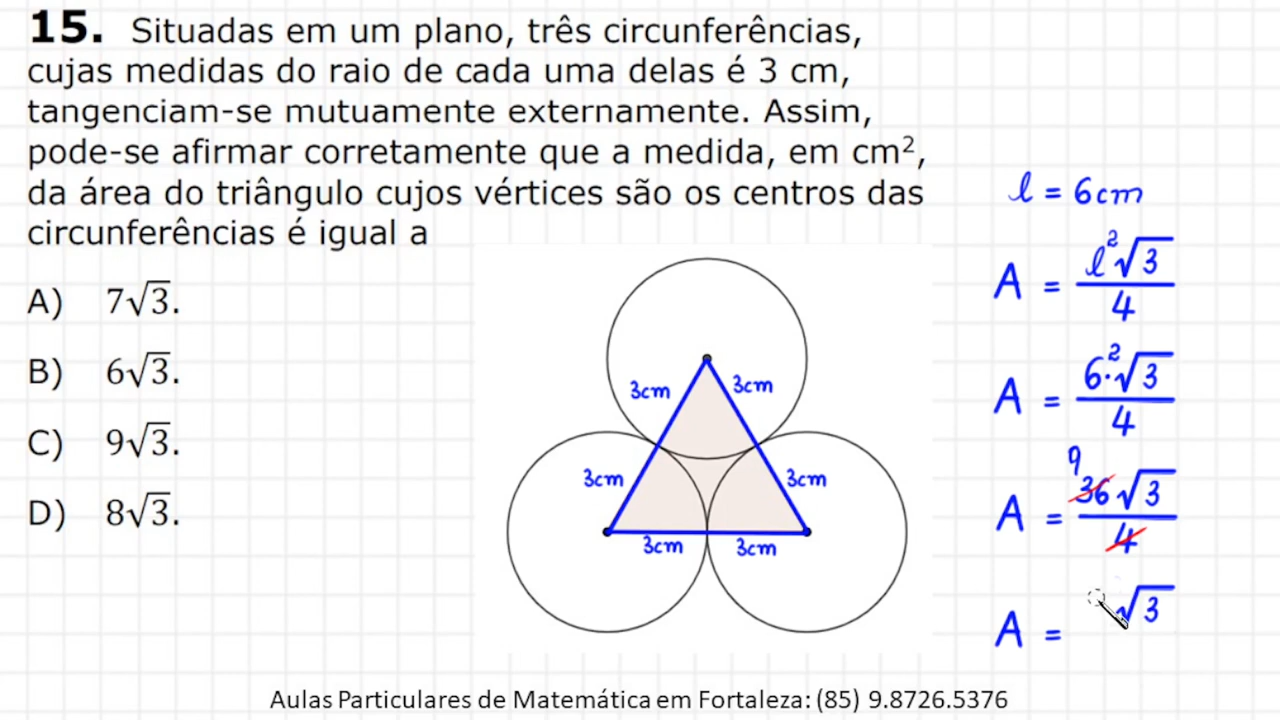 15. Situadas em um plano, três circunferências,
cujas medidas do raio de cada uma delas é 3 cm,
tangenciam-se mutuamente externamente. Assim,
pode-se afirmar corretamente que a medida, em cm²,
da área do triângulo cujos vértices são os centros das
circunferências é igual a
A) 7√3.
B) 6√3.
C) 9√3.
D) 8√3.
3cm 3cm
3cm 3cm
3cm 3cm
l = 6cm
A = l²√3
4
A = 6·²√3
4
9
A = 36√3
4
A = √3
Aulas Particulares de Matemática em Fortaleza: (85) 9.8726.5376